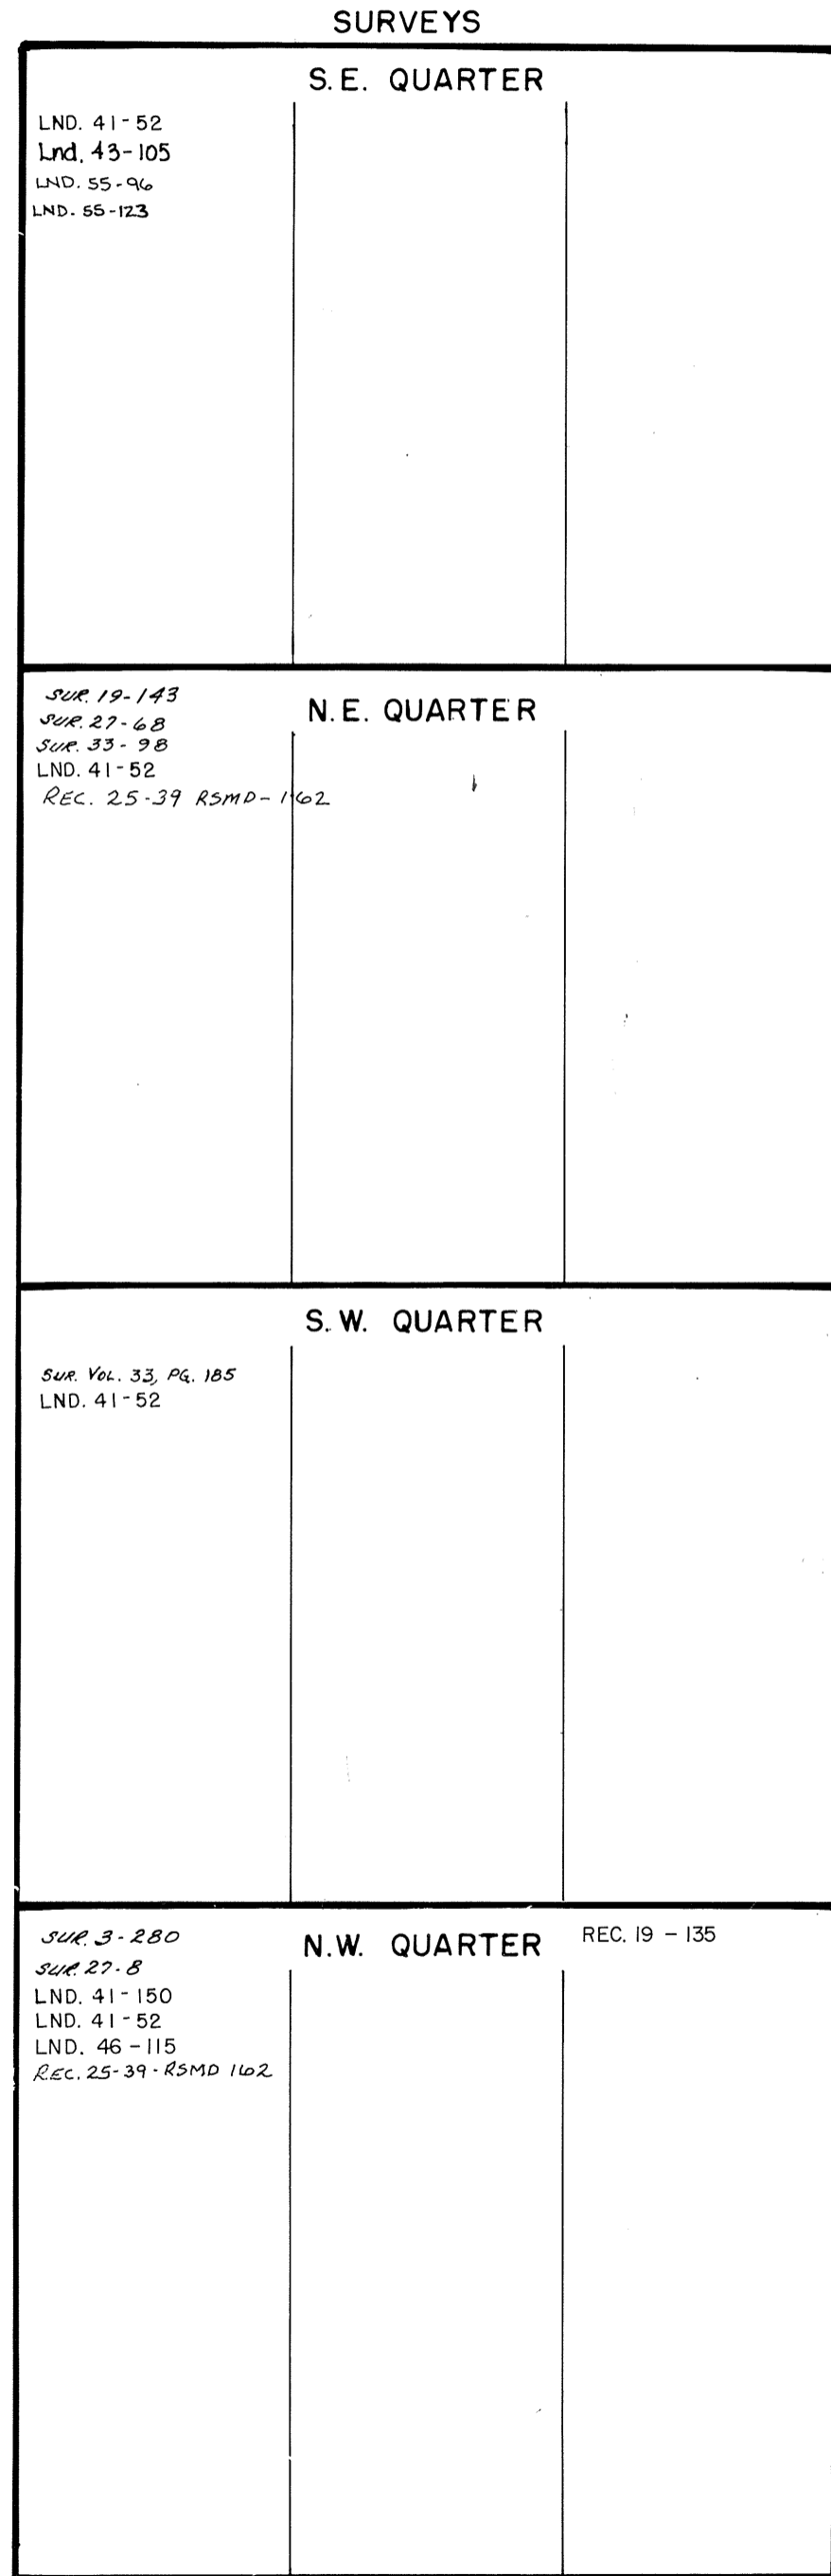 SURVEYS
S.E. QUARTER
LND. 41-52
Lnd. 43-105
LND. 55-96
LND. 55-123
N.E. QUARTER
SUR. 19-143
SUR. 27-68
SUR. 33-98
LND. 41-52
REC. 25-39 RSMD-162
S.W. QUARTER
SUR. VOL. 33, PG. 185
LND. 41-52
N.W. QUARTER
SUR. 3-280
SUR. 27-8
LND. 41-150
LND. 41-52
LND. 46-115
REC. 25-39-RSMD 162
REC. 19-135